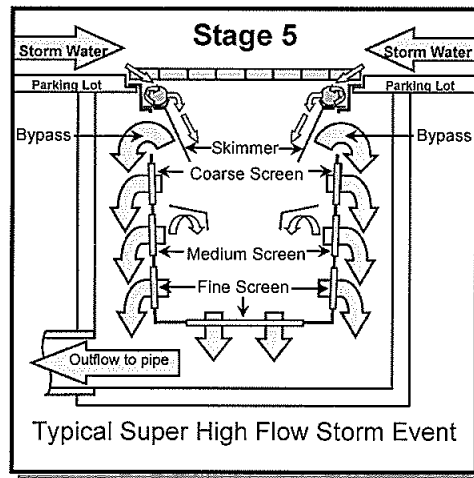 Stage 5
Storm Water
Storm Water
Parking Lot
Parking Lot
Bypass
Bypass
Skimmer
Coarse Screen
Medium Screen
Fine Screen
Outflow to pipe
Typical Super High Flow Storm Event